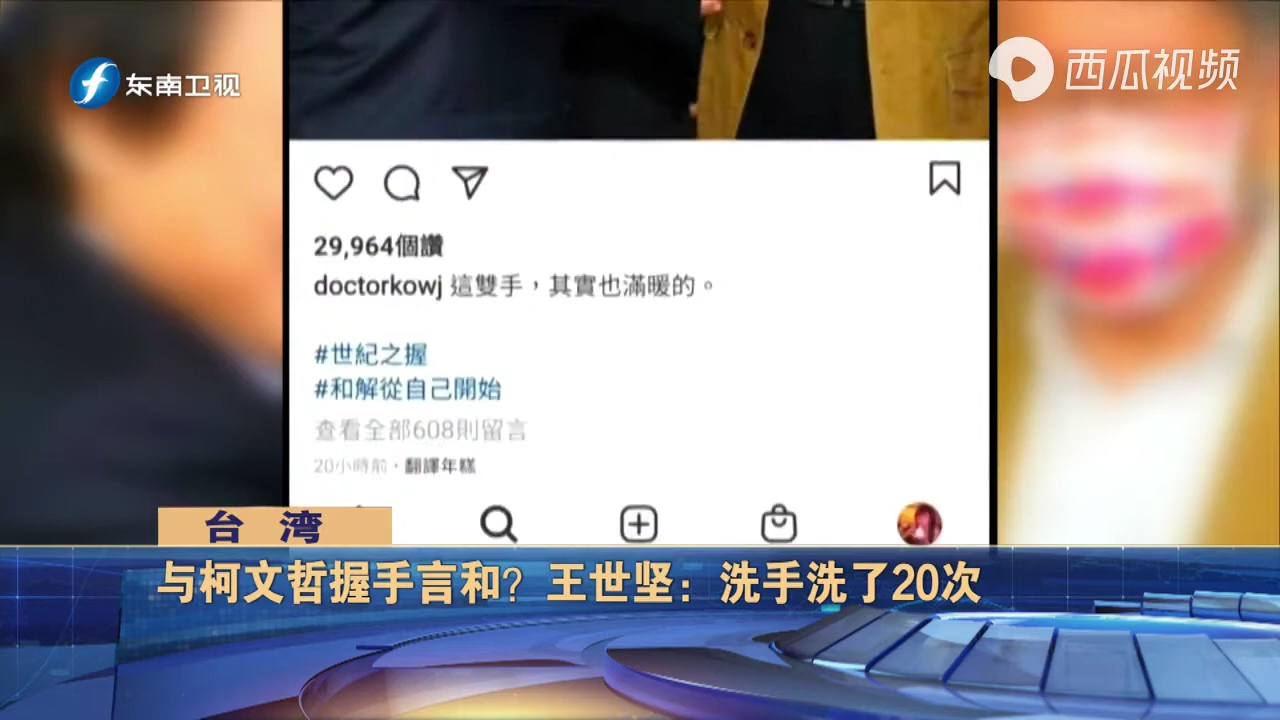 东南卫视
西瓜视频
29,964個讚
doctorkowj 這雙手，其實也滿暖的。
#世紀之握
#和解從自己開始
查看全部608則留言
20小時前·翻譯年糕
台湾
与柯文哲握手言和？王世坚：洗手洗了20次